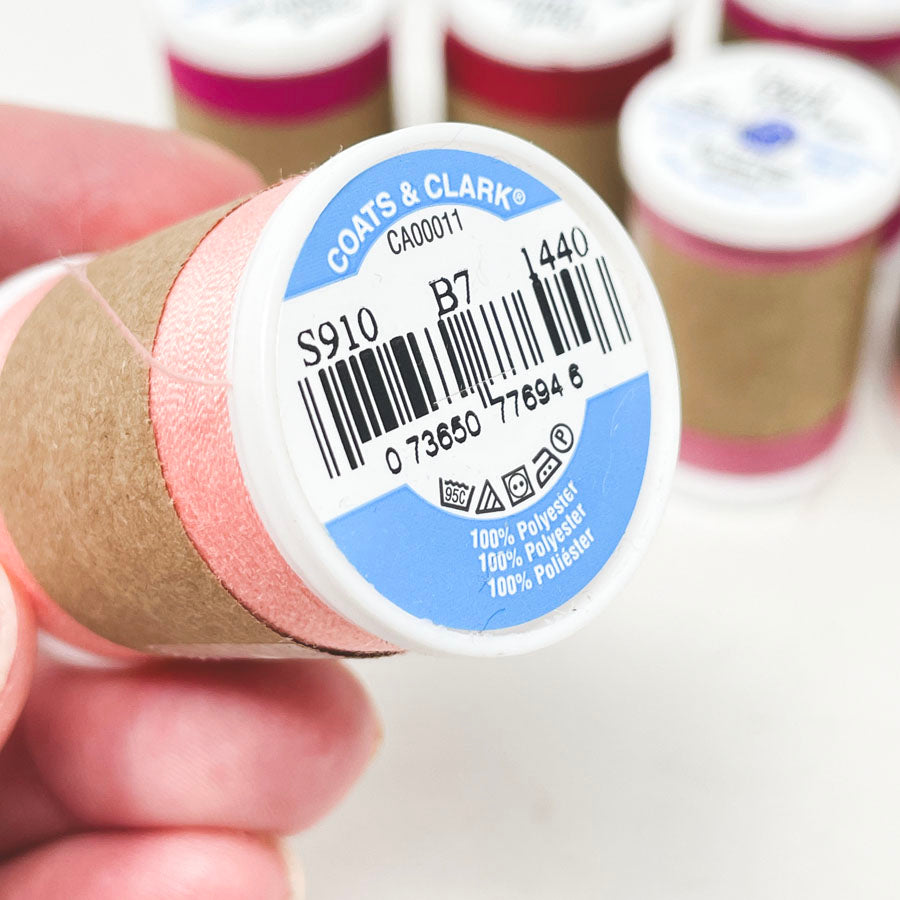 COATS & CLARK®
CA00011
S910 B7 1440
0 73650 77694 6
95C P
100% Polyester
100% Polyester
100% Poliéster